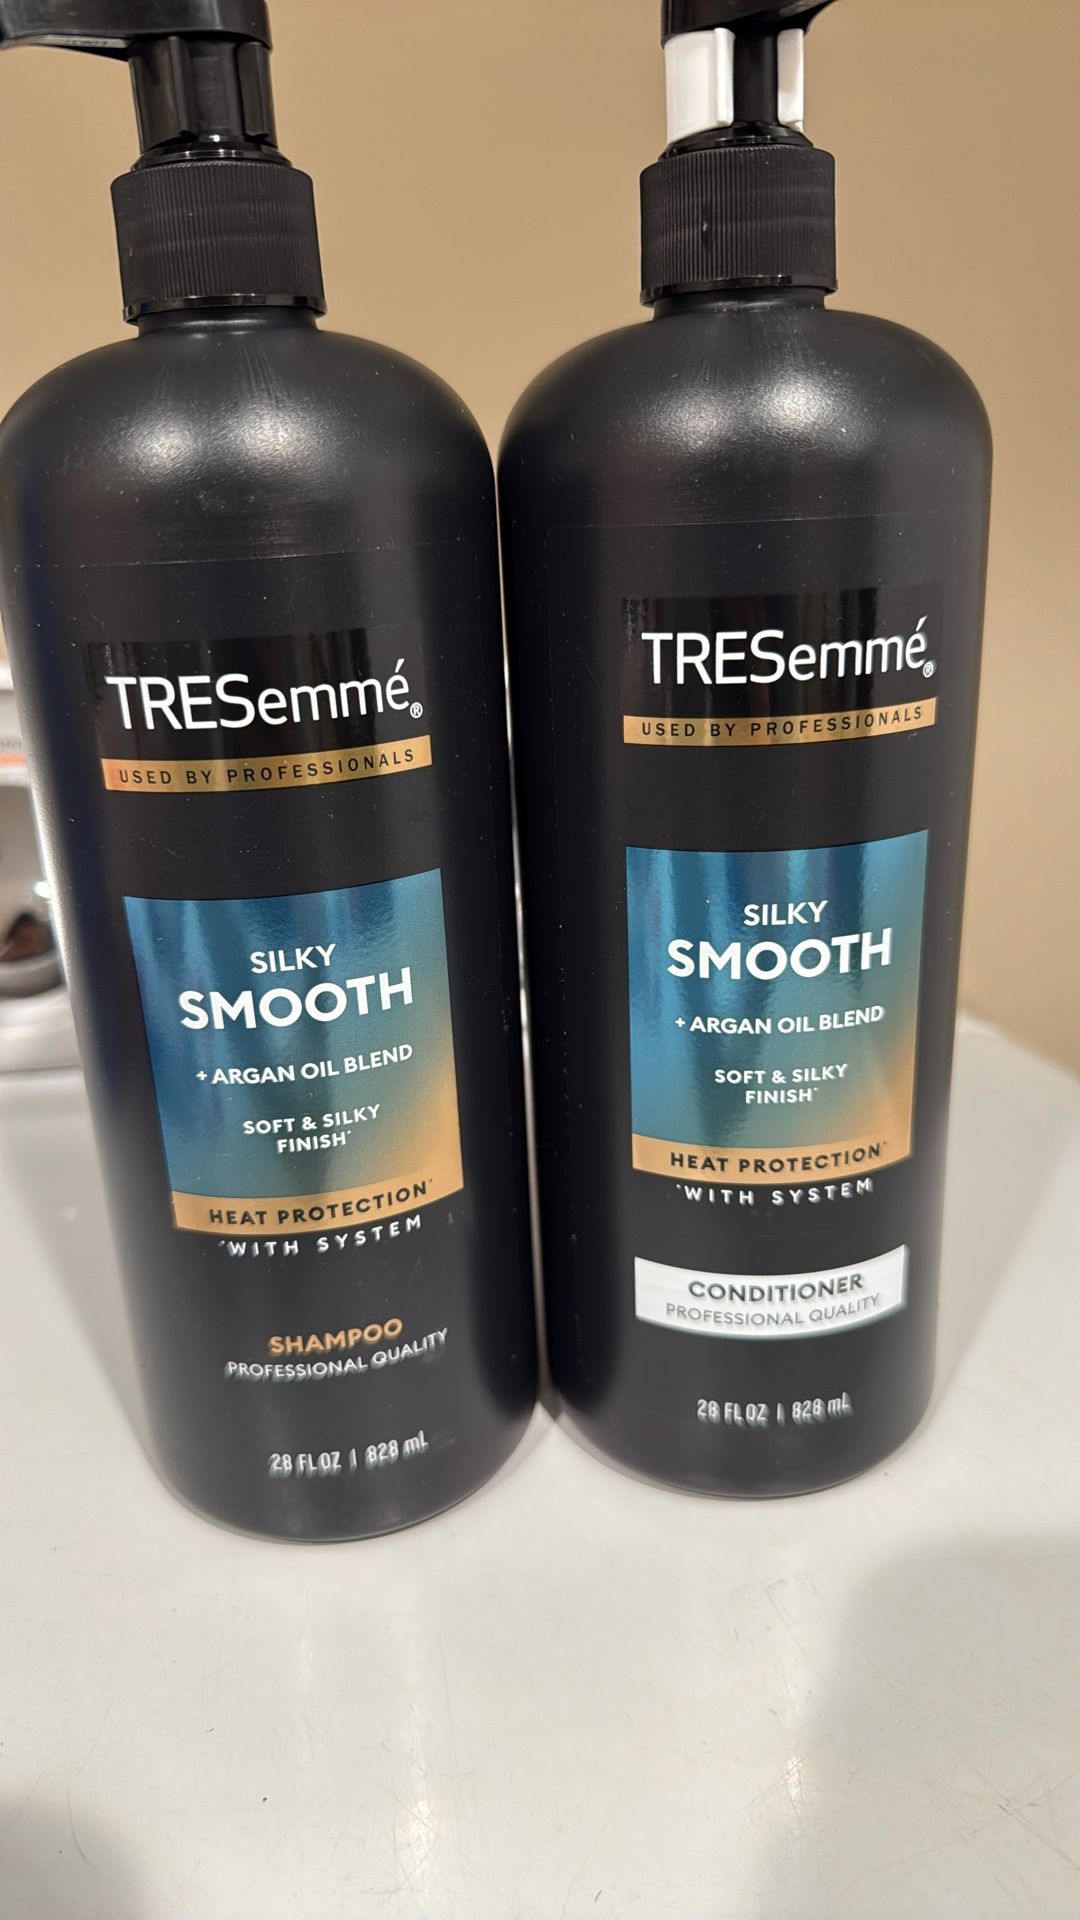 TRESemmé®
USED BY PROFESSIONALS
SILKY
SMOOTH
+ ARGAN OIL BLEND
SOFT & SILKY
FINISH*
HEAT PROTECTION*
*WITH SYSTEM
SHAMPOO
PROFESSIONAL QUALITY
28 FL OZ | 828 mL
TRESemmé®
USED BY PROFESSIONALS
SILKY
SMOOTH
+ ARGAN OIL BLEND
SOFT & SILKY
FINISH*
HEAT PROTECTION*
*WITH SYSTEM
CONDITIONER
PROFESSIONAL QUALITY
28 FL OZ | 828 mL